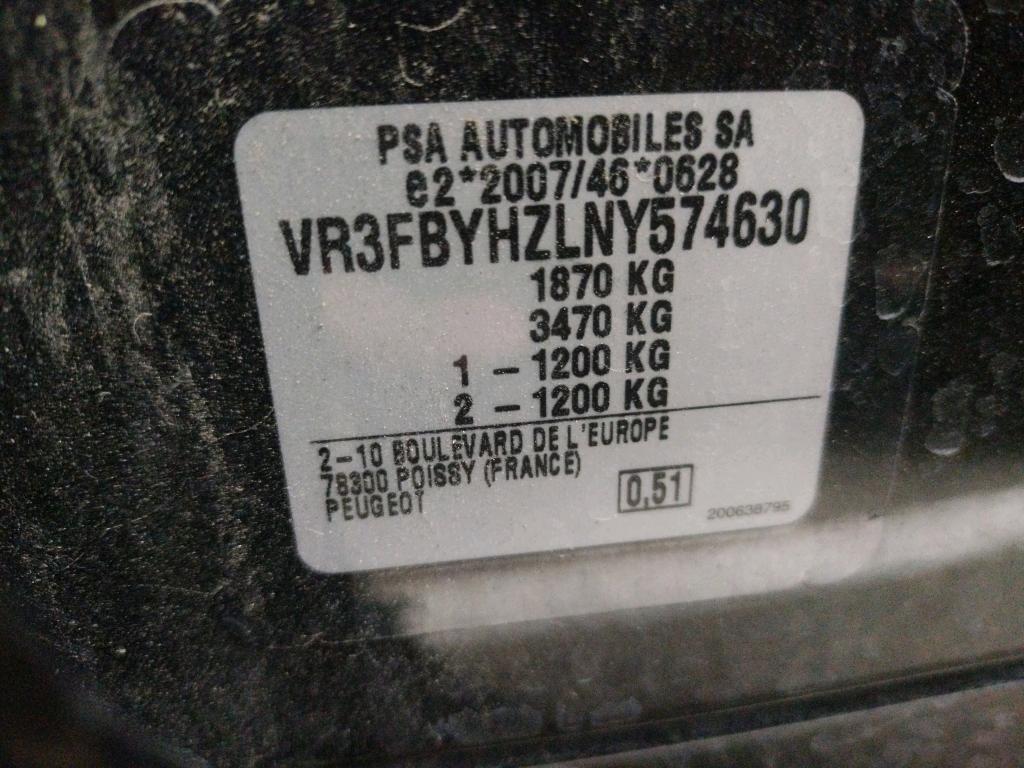 PSA AUTOMOBILES SA
e2*2007/46*0628
VR3FBYHZLNY574630
1870 KG
3470 KG
1 - 1200 KG
2 - 1200 KG
2-10 BOULEVARD DE L'EUROPE
78300 POISSY (FRANCE)
PEUGEOT
0,51
200638795